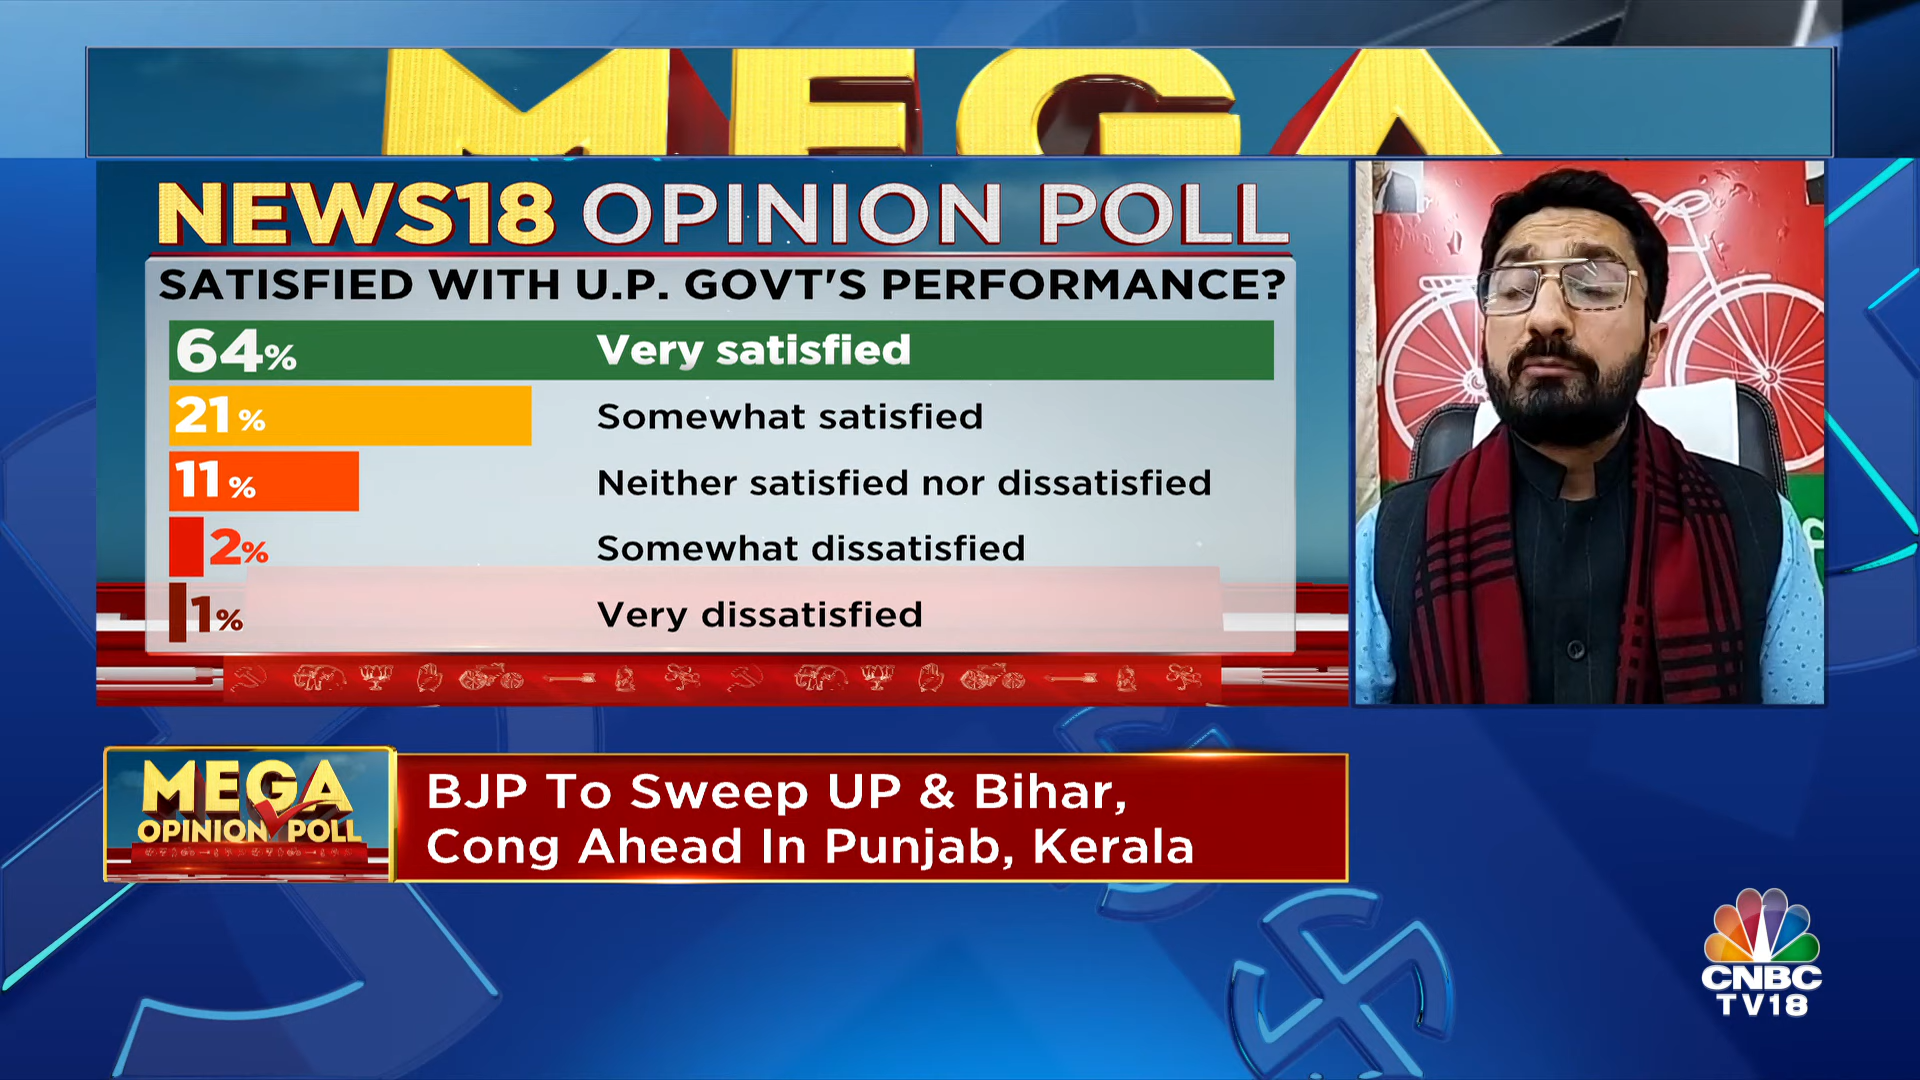 MEGA
NEWS18 OPINION POLL
SATISFIED WITH U.P. GOVT'S PERFORMANCE?
64% Very satisfied
21% Somewhat satisfied
11% Neither satisfied nor dissatisfied
2% Somewhat dissatisfied
1% Very dissatisfied
MEGA
OPINION POLL
BJP To Sweep UP & Bihar,
Cong Ahead In Punjab, Kerala
CNBC
TV18